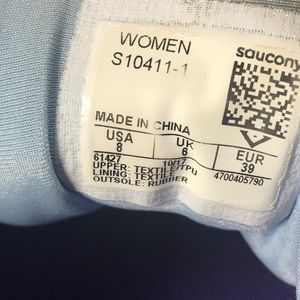 WOMEN saucony
S10411-1
MADE IN CHINA
USA UK EUR
8 6 39
61427 10/17 4700405790
UPPER: TEXTILE/TPU
LINING: TEXTILE
OUTSOLE: RUBBER